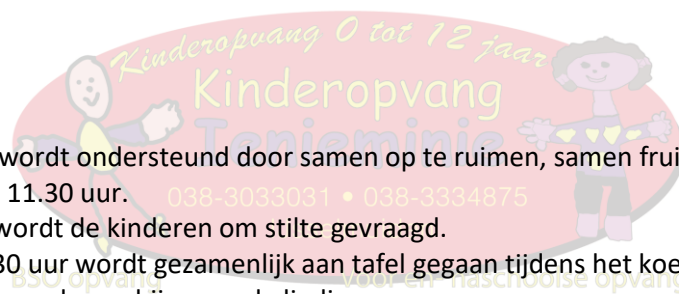 Kinderopvang 0 tot 12 jaar
Kinderopvang
Tenieminie
wordt ondersteund door samen op te ruimen, samen frui
11.30 uur.
038-3033031 • 038-3334875
wordt de kinderen om stilte gevraagd.
30 uur wordt gezamenlijk aan tafel gegaan tijdens het koe
BSO opvang
voor en- naschoolse opvang